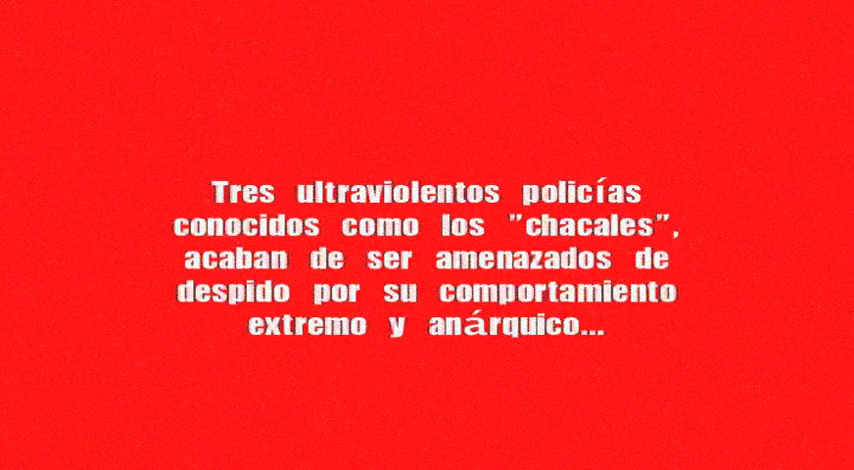 Tres ultraviolentos policías
conocidos como los "chacales",
acaban de ser amenazados de
despido por su comportamiento
extremo y anárquico...